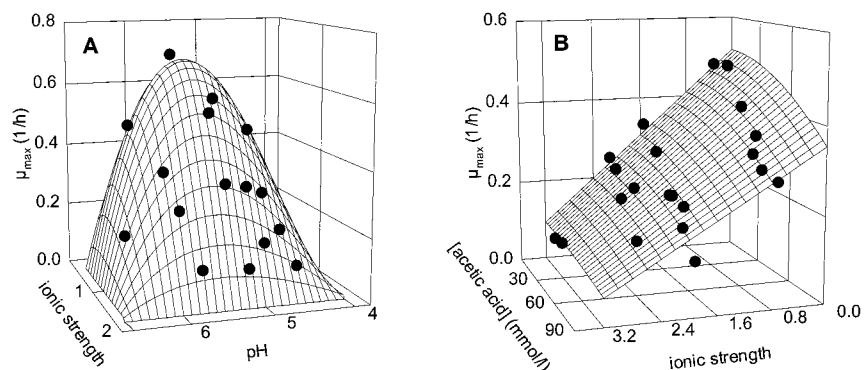 A
0.8
0.6
0.4
0.2
0.0
μmax (1/h)
1
2
ionic strength
6
5
4
pH
B
0.6
0.4
0.2
0.0
μmax (1/h)
30
60
90
[acetic acid] (mmol/l)
3.2
2.4
1.6
0.8
0.0
ionic strength